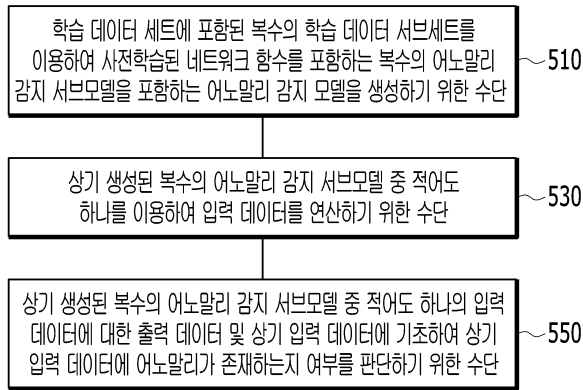 학습 데이터 세트에 포함된 복수의 학습 데이터 서브세트를
이용하여 사전학습된 네트워크 함수를 포함하는 복수의 어노말리
감지 서브모델을 포함하는 어노말리 감지 모델을 생성하기 위한 수단
510
상기 생성된 복수의 어노말리 감지 서브모델 중 적어도
하나를 이용하여 입력 데이터를 연산하기 위한 수단
530
상기 생성된 복수의 어노말리 감지 서브모델 중 적어도 하나의 입력
데이터에 대한 출력 데이터 및 상기 입력 데이터에 기초하여 상기
입력 데이터에 어노말리가 존재하는지 여부를 판단하기 위한 수단
550